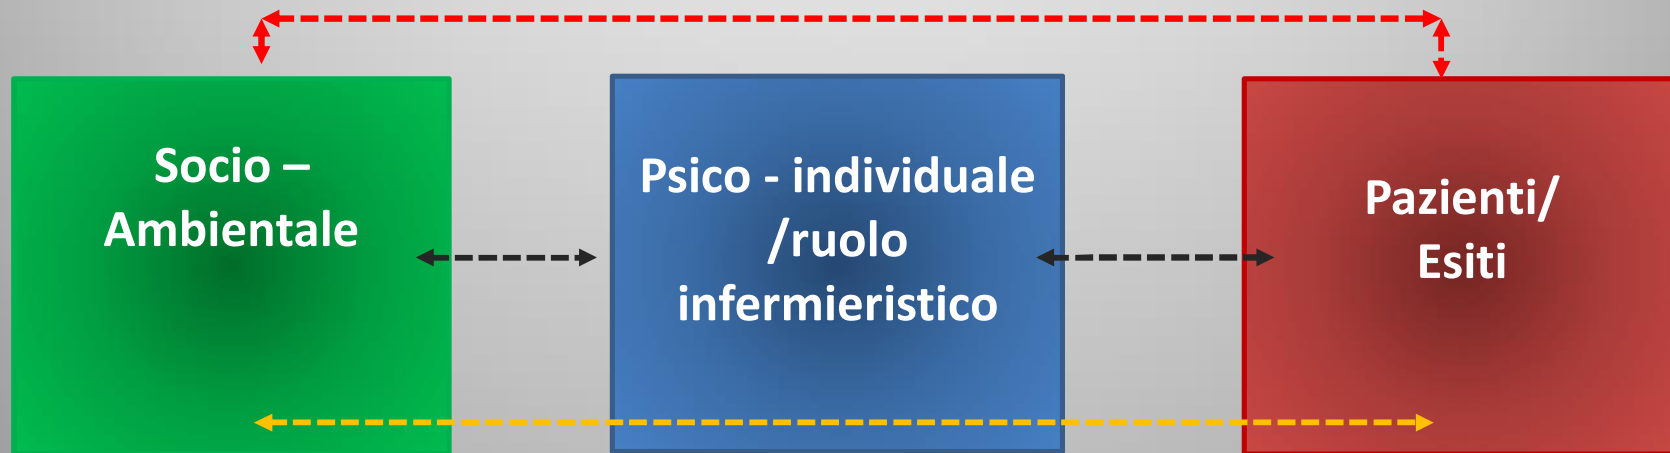 Socio –
Ambientale
Psico - individuale
/ruolo
infermieristico
Pazienti/
Esiti